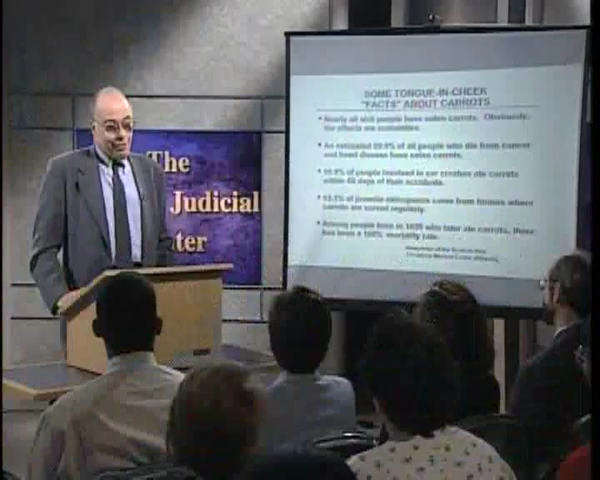 The
Judicial
nter
SOME TONGUE-IN-CHEEK
"FACTS" ABOUT CARROTS
• Nearly all sick people have eaten carrots. Obviously,
the effects are cumulative.
• An estimated 99.9% of all people who die from cancer
and heart disease have eaten carrots.
• 99.9% of people involved in car crashes ate carrots
within 60 days of their accidents.
of juvenile delinquents come from homes where
carrots are served regularly.
• Among people born in 1839 who later ate carrots, there
has been a 100% mortality rate.